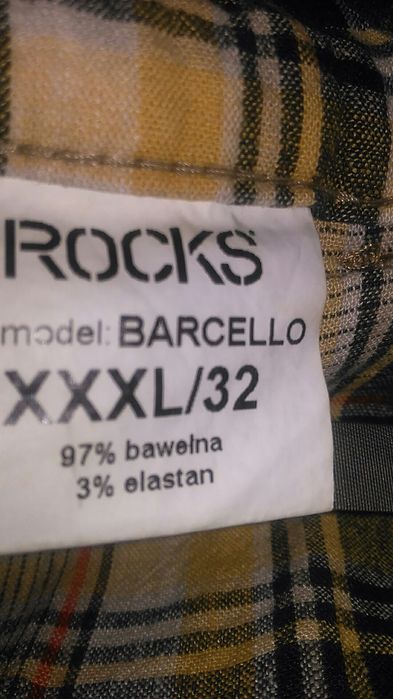 ROCKS
model: BARCELLO
XXXL/32
97% bawełna
3% elastan